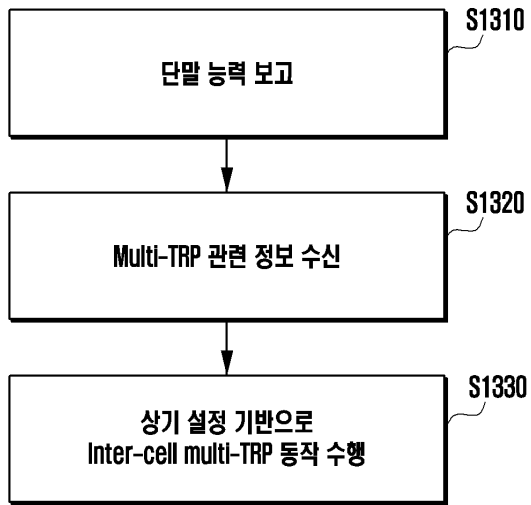 S1310
단말 능력 보고
S1320
Multi-TRP 관련 정보 수신
S1330
상기 설정 기반으로
Inter-cell multi-TRP 동작 수행